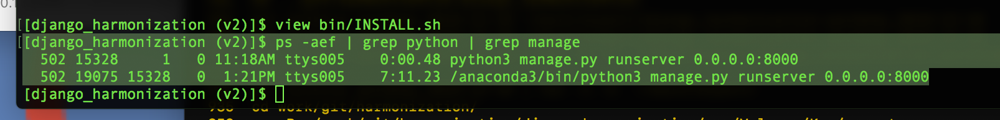 0.1
[[django_harmonization (v2)]$ view bin/INSTALL.sh
[[django_harmonization (v2)]$ ps -aef | grep python | grep manage
502 15328 1 0 11:18AM ttys005 0:00.48 python3 manage.py runserver 0.0.0.0:8000
502 19075 15328 0 1:21PM ttys005 7:11.23 /anaconda3/bin/python3 manage.py runserver 0.0.0.0:8000
[django_harmonization (v2)]$